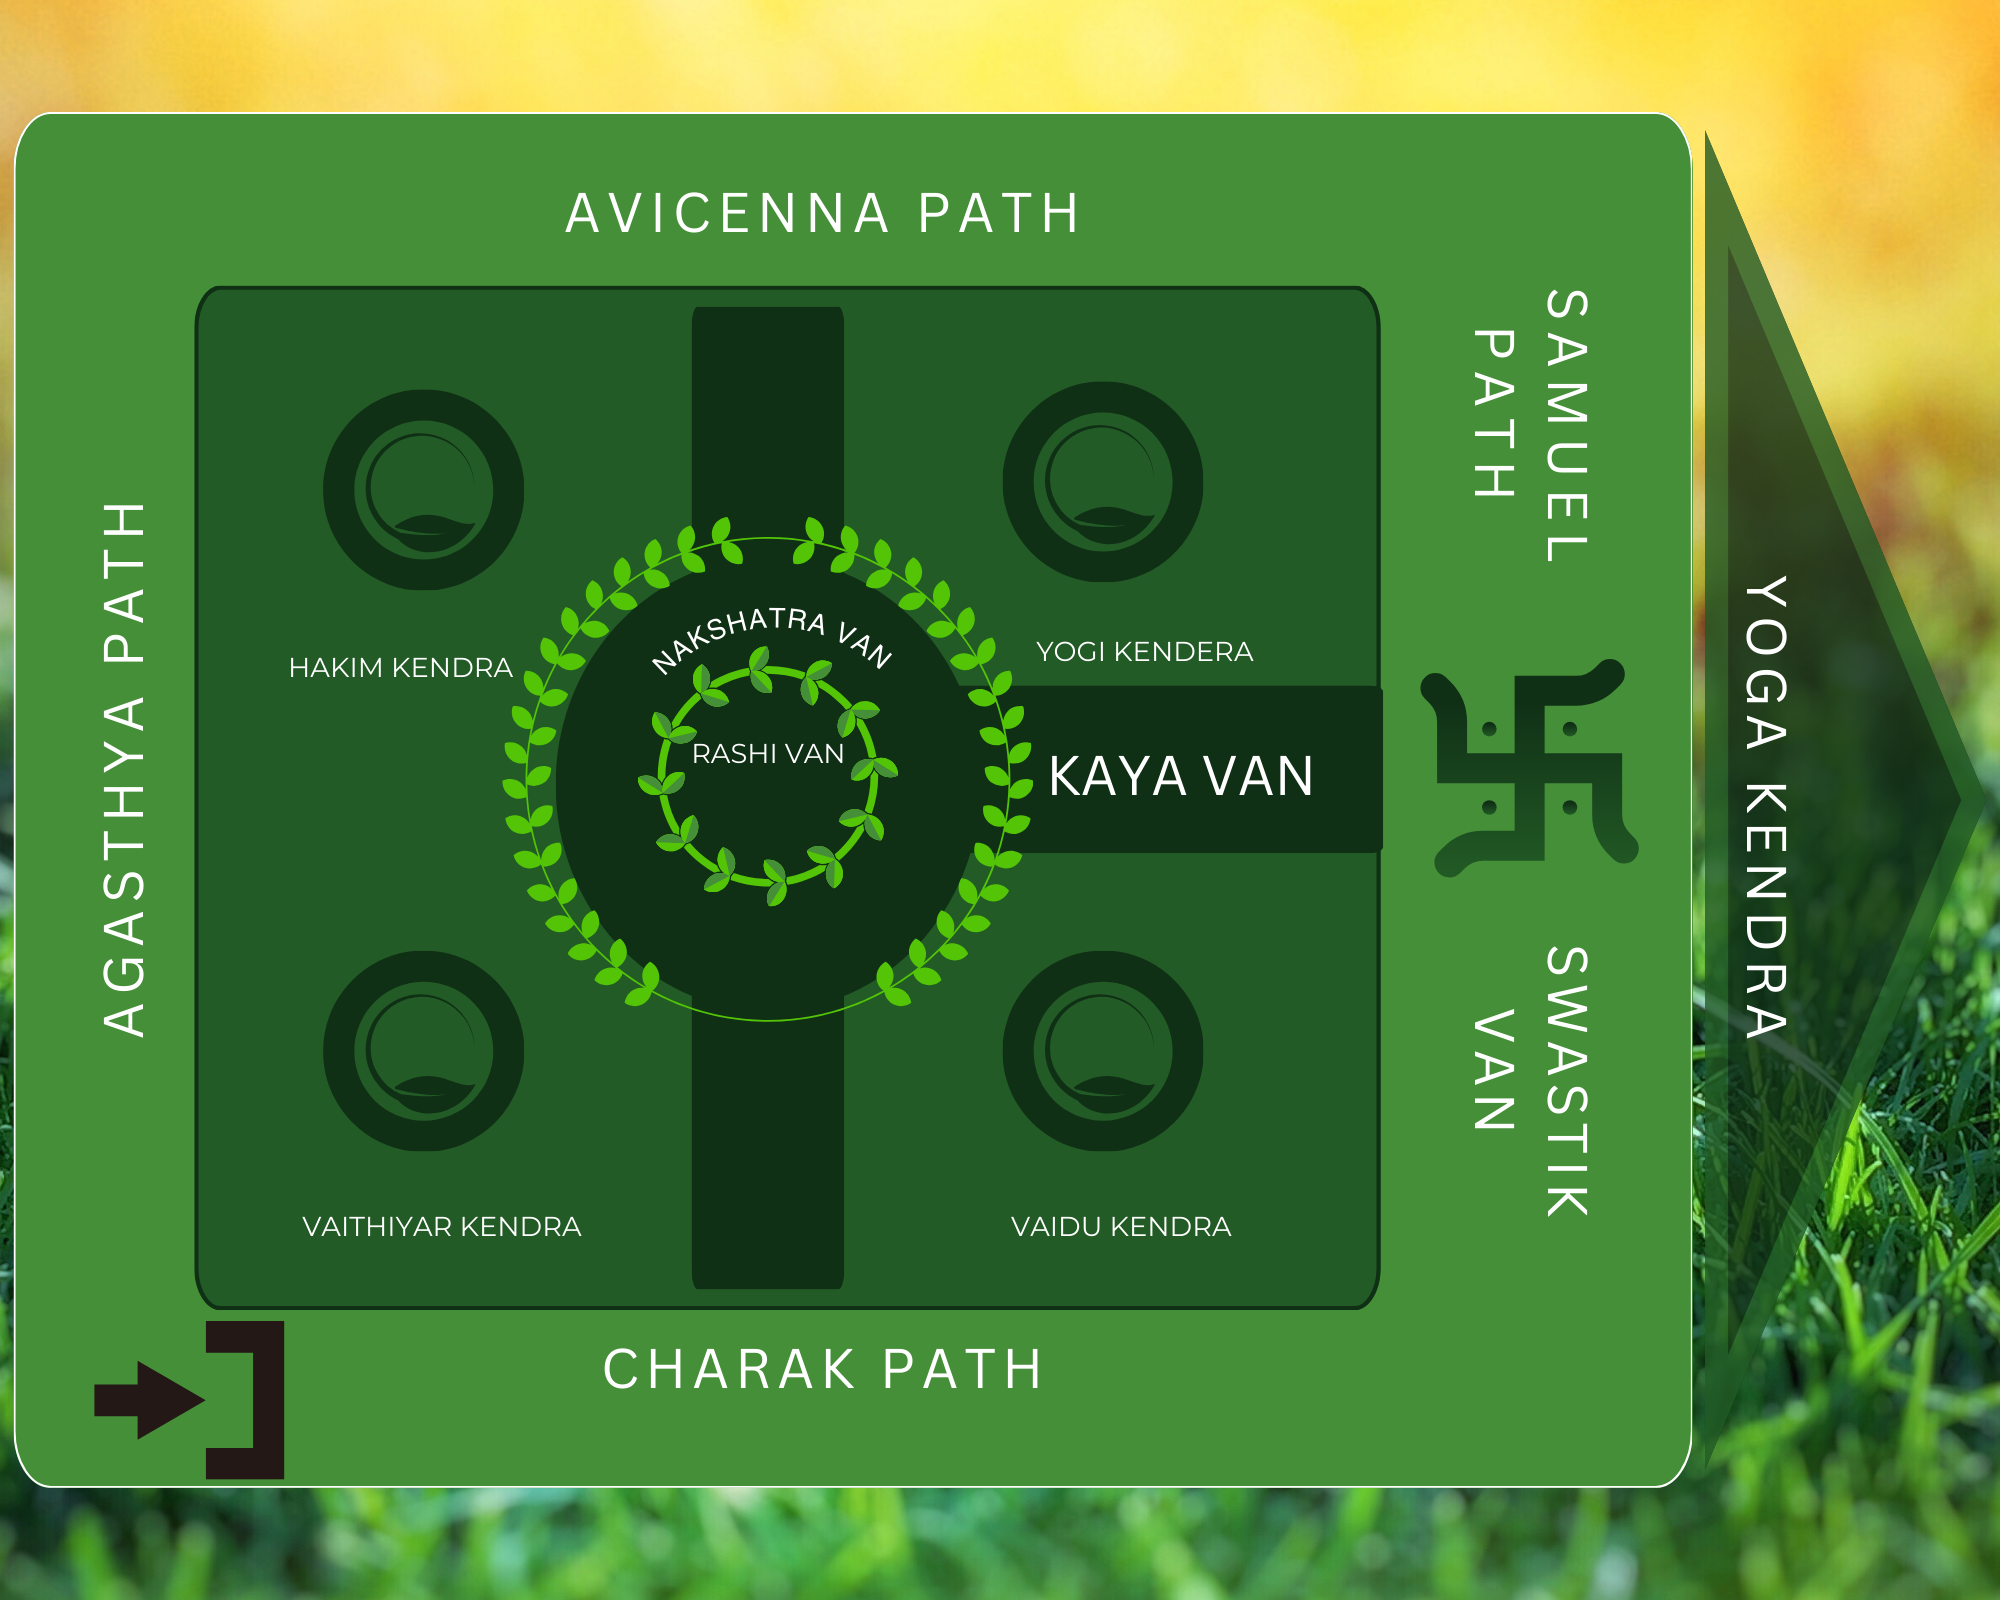 AVICENNA PATH
SAMUEL
PATH
AGASTHYA PATH
HAKIM KENDRA
NAKSHATRA VAN
RASHI VAN
YOGI KENDERA
KAYA VAN
YOGA KENDRA
SWASTIK
VAN
VAITHIYAR KENDRA
VAIDU KENDRA
CHARAK PATH